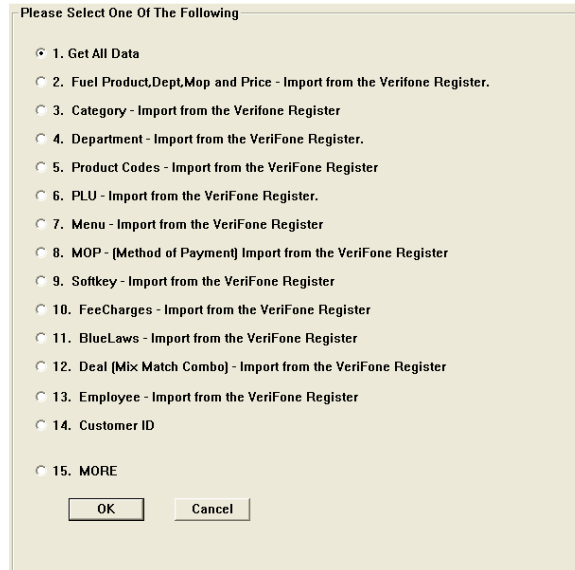 Please Select One Of The Following
1. Get All Data
2. Fuel Product,Dept,Mop and Price - Import from the Verifone Register.
3. Category - Import from the Verifone Register
4. Department - Import from the VeriFone Register.
5. Product Codes - Import from the VeriFone Register
6. PLU - Import from the VeriFone Register.
7. Menu - Import from the VeriFone Register
8. MOP - (Method of Payment) Import from the VeriFone Register
9. Softkey - Import from the VeriFone Register
10. FeeCharges - Import from the VeriFone Register
11. BlueLaws - Import from the VeriFone Register
12. Deal (Mix Match Combo) - Import from the VeriFone Register
13. Employee - Import from the VeriFone Register
14. Customer ID
15. MORE
OK Cancel